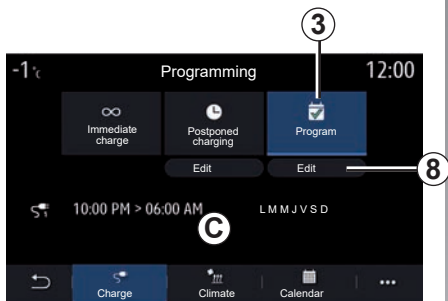 3
-1°c Programming 12:00
∞
Immediate
charge
Postponed
charging
Program
Edit Edit
8
10:00 PM > 06:00 AM L M M J V S D
C
Charge Climate Calendar